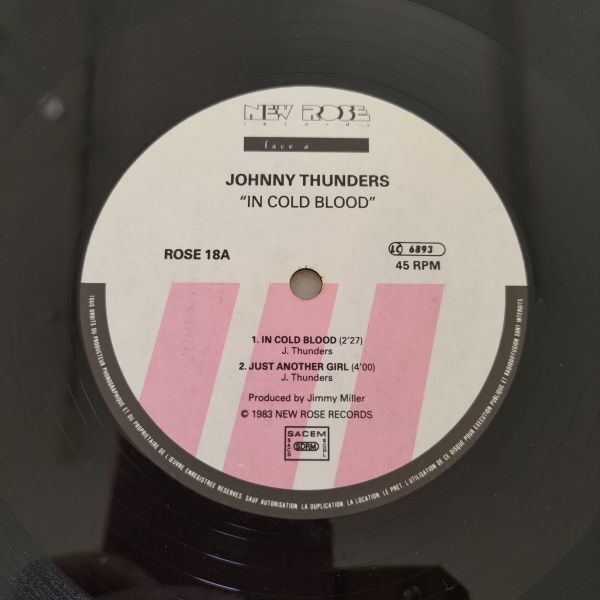 NEW ROSE
records
face a
JOHNNY THUNDERS
“IN COLD BLOOD”
ROSE 18A
LC 6893
45 RPM
1. IN COLD BLOOD (2'27)
J. Thunders
2. JUST ANOTHER GIRL (4'00)
J. Thunders
Produced by Jimmy Miller
© 1983 NEW ROSE RECORDS
SACEM
SACD
SDRM
SCDL
TOUS DROITS DU PRODUCTEUR PHONOGRAPHIQUE ET DU PROPRIETAIRE DE L'ŒUVRE ENREGISTREE RESERVES. SAUF AUTORISATION. LA DUPLICATION. LA LOCATION. LE PRET. L'UTILISATION DE CE DISQUE POUR EXECUTION PUBLIQUE ET RADIODIFFUSION SONT INTERDITS